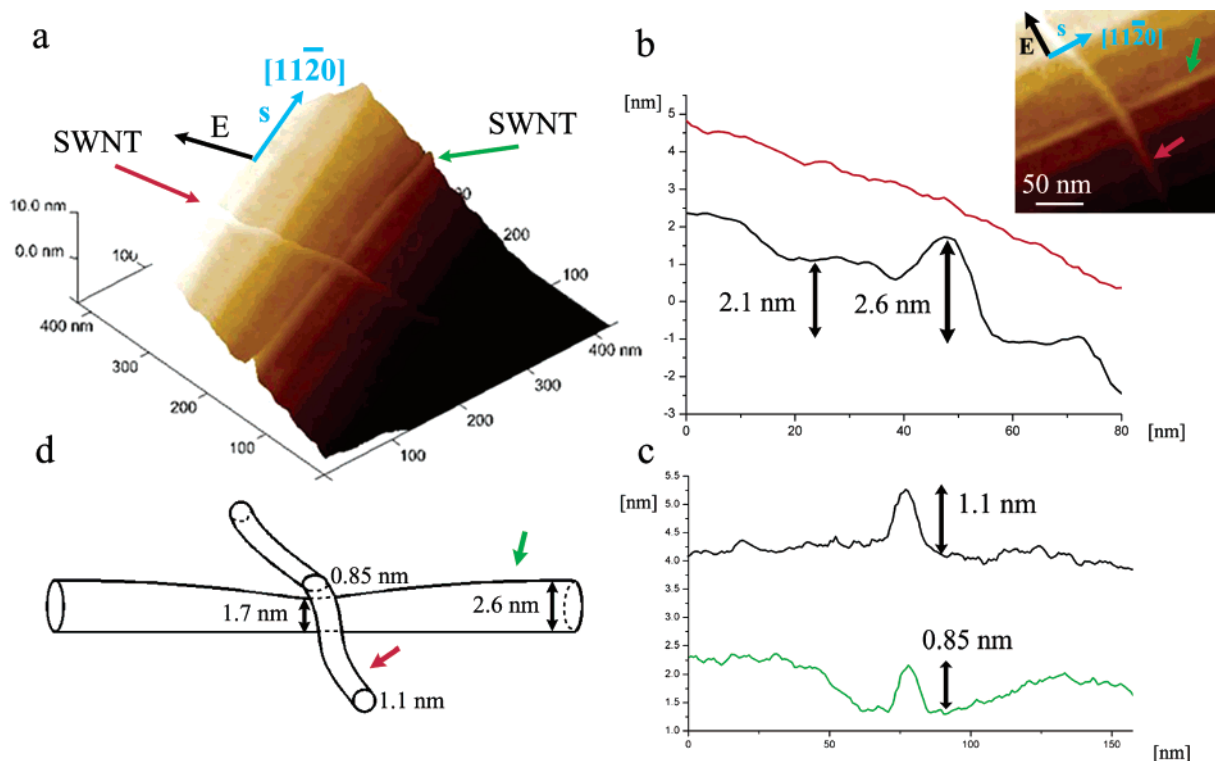 a
[11̅2̅0]
s
E
SWNT
SWNT
10.0 nm
0.0 nm
100
400 nm
300
200
100
100
200
300
400 nm
200
100
b
[nm]
5
4
3
2
1
0
-1
-2
-3
2.1 nm
2.6 nm
0
20
40
60
80
[nm]
E
s
[112̅0]
50 nm
d
0.85 nm
1.7 nm
2.6 nm
1.1 nm
c
[nm]
5.5
5.0
4.5
4.0
3.5
3.0
2.5
2.0
1.5
1.0
1.1 nm
0.85 nm
0
50
100
150
[nm]